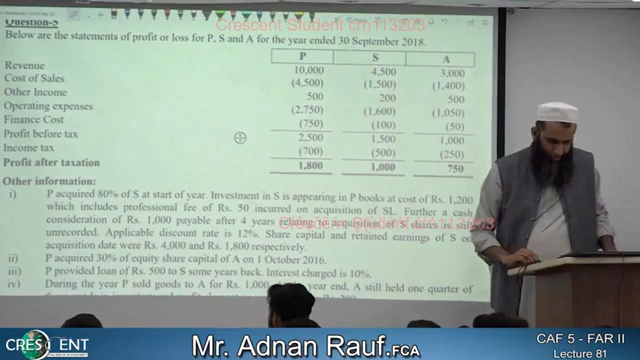 Question-5
Crescent Student crn113203
Below are the statements of profit or loss for P, S and A for the year ended 30 September 2018.
P S A
Revenue 10,000 4,500 3,000
Cost of Sales (4,500) (1,500) (1,400)
Other Income 500 200 500
Operating expenses (2,750) (1,600) (1,050)
Finance Cost (750) (100) (50)
Profit before tax 2,500 1,500 1,000
Income tax (700) (500) (250)
Profit after taxation 1,800 1,000 750
Other information:
i) P acquired 80% of S at start of year. Investment in S is appearing in P books at cost of Rs. 1,200
which includes professional fee of Rs. 50 incurred on acquisition of SL. Further a cash
consideration of Rs. 1,000 payable after 4 years relating to acquisition of S shares is still
Crescent Student
unrecorded. Applicable discount rate is 12%. Share capital and retained earnings of S on
acquisition date were Rs. 4,000 and Rs. 1,800 respectively.
ii) P acquired 30% of equity share capital of A on 1 October 2016.
iii) P provided loan of Rs. 500 to S some years back. Interest charged is 10%.
iv) During the year P sold goods to A for Rs. 1,000 year end, A still held one quarter of
CRESCENT
Mr. Adnan Rauf.FCA
CAF 5 - FAR II
Lecture 81